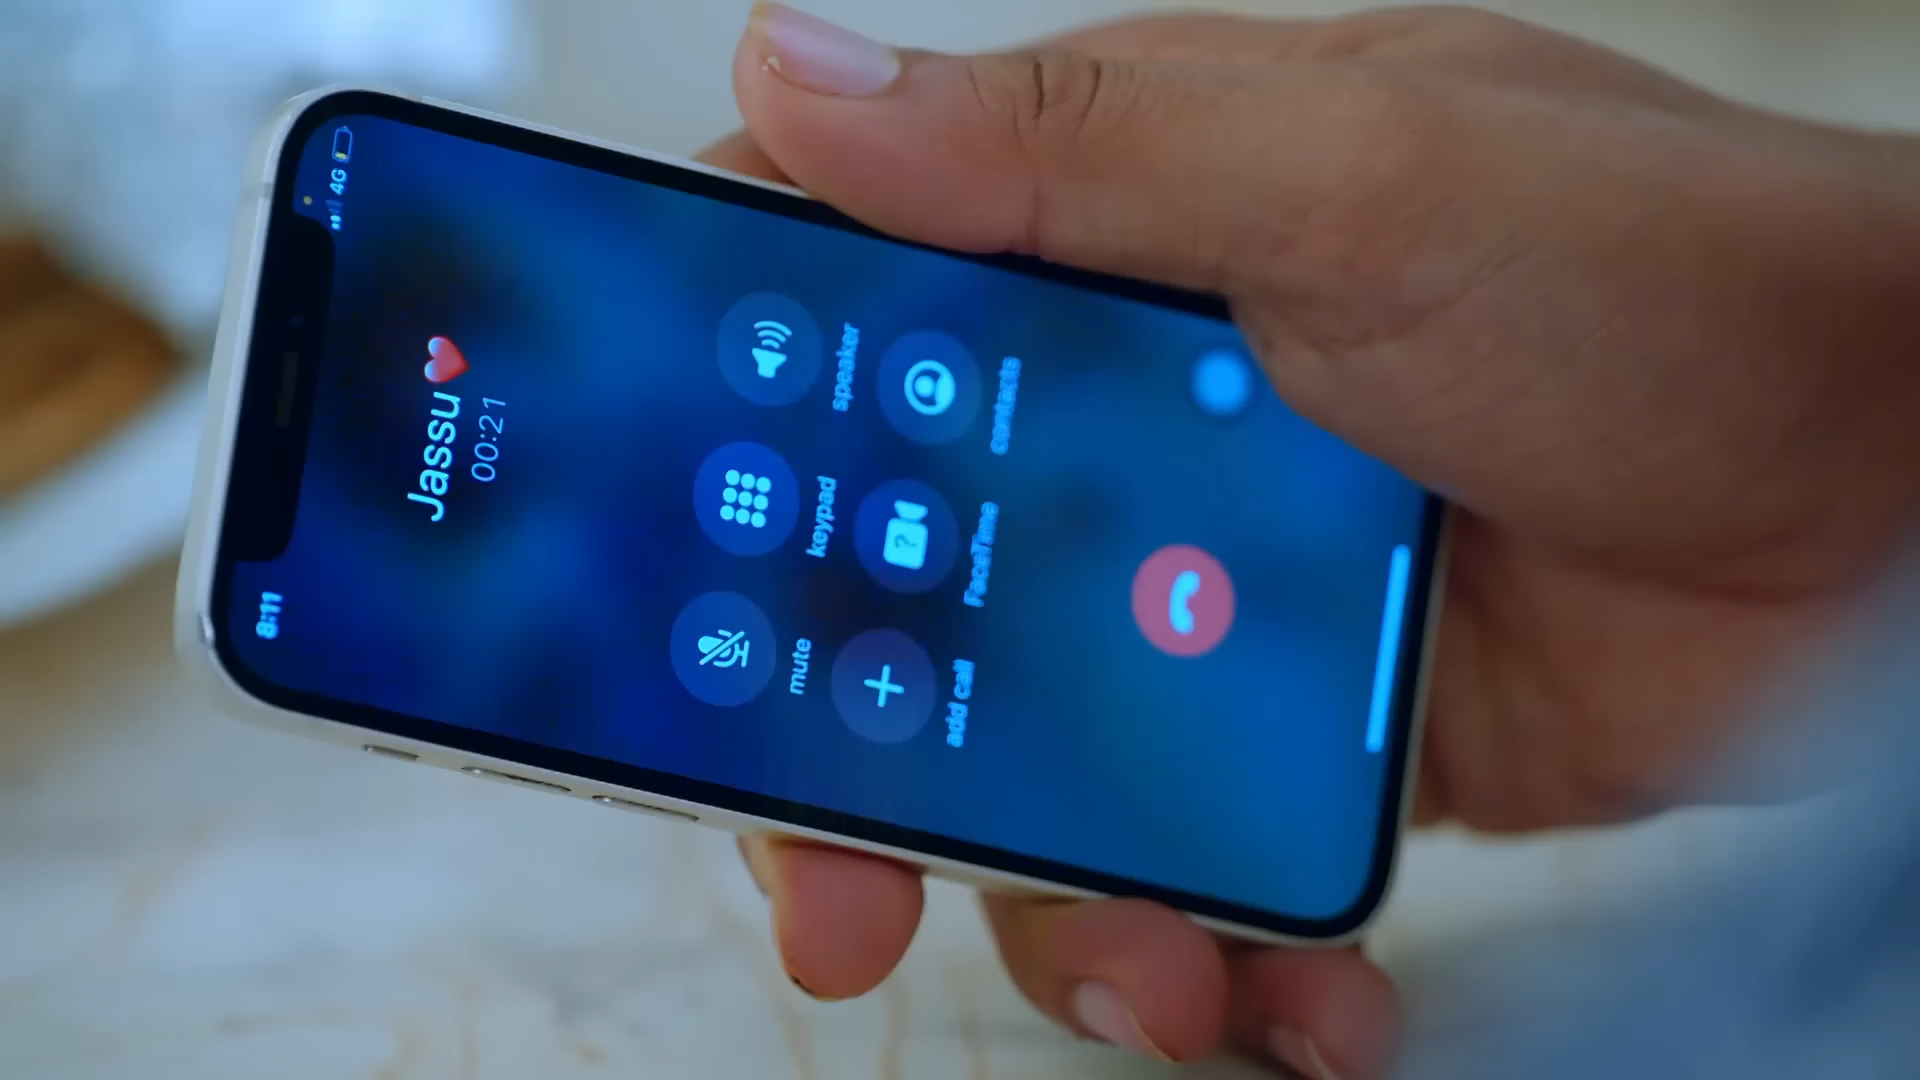 8:11 4G
Jassu❤️
00:21
mute keypad speaker
add call FaceTime contacts